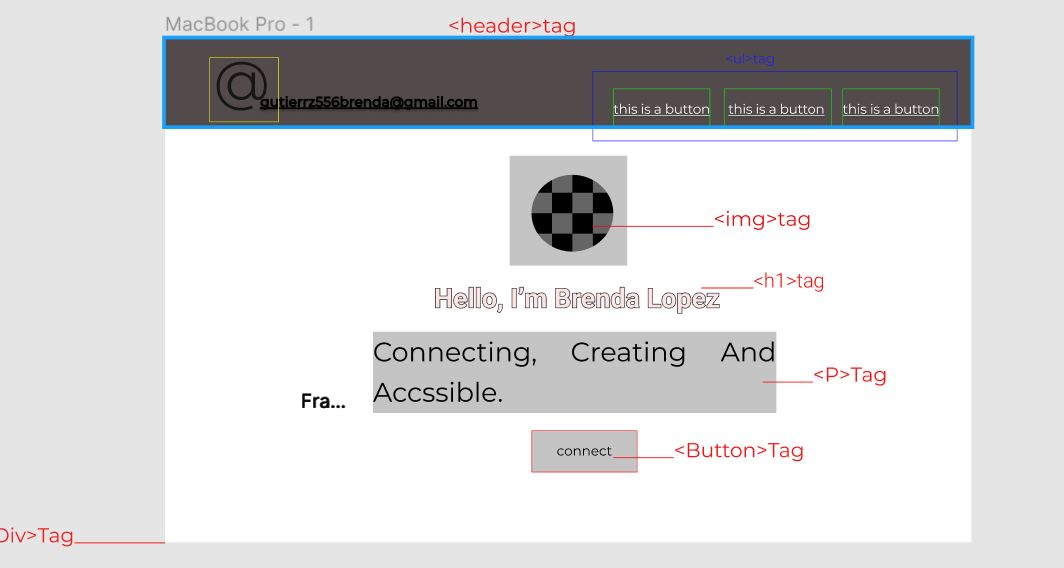 MacBook Pro - 1
<header>tag
<ul>tag
@
gutierrz556brenda@gmail.com
this is a button
this is a button
this is a button
<img>tag
<h1>tag
Hello, I'm Brenda Lopez
Connecting, Creating And
Accssible.
<P>Tag
Fra...
connect
<Button>Tag
Div>Tag